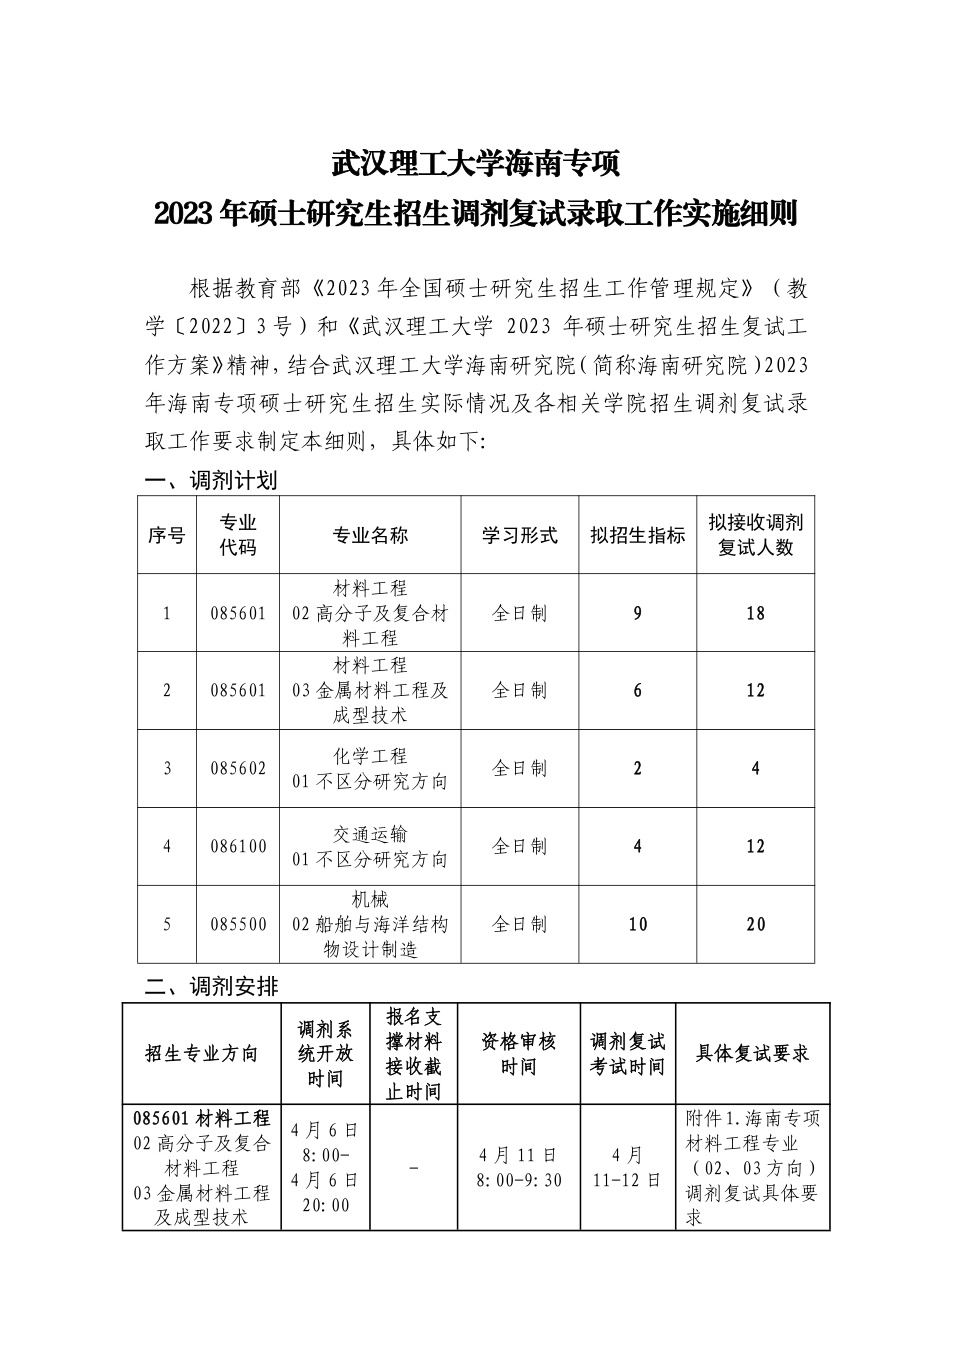 武汉理工大学海南专项
2023 年硕士研究生招生调剂复试录取工作实施细则
根据教育部《2023 年全国硕士研究生招生工作管理规定》（教
学〔2022〕3 号）和《武汉理工大学 2023 年硕士研究生招生复试工
作方案》精神，结合武汉理工大学海南研究院（简称海南研究院）2023
年海南专项硕士研究生招生实际情况及各相关学院招生调剂复试录
取工作要求制定本细则，具体如下：
一、调剂计划
序号 专业 代码 专业名称 学习形式 拟招生指标 拟接收调剂 复试人数
材料工程
1 085601 02 高分子及复合材 全日制 9 18
料工程
材料工程
2 085601 03 金属材料工程及 全日制 6 12
成型技术
化学工程
3 085602 01 不区分研究方向 全日制 2 4
交通运输
4 086100 01 不区分研究方向 全日制 4 12
机械
5 085500 02 船舶与海洋结构 全日制 10 20
物设计制造
二、调剂安排
招生专业方向
调剂系
统开放
时间
报名支
撑材料
接收截
止时间
资格审核
时间
调剂复试
考试时间
具体复试要求
085601 材料工程
02 高分子及复合
材料工程
03 金属材料工程
及成型技术
4 月 6 日
8：00-
4 月 6 日
20：00
-
4 月 11 日
8：00-9：30
4 月
11-12 日
附件 1.海南专项
材料工程专业
（02、03 方向）
调剂复试具体要
求